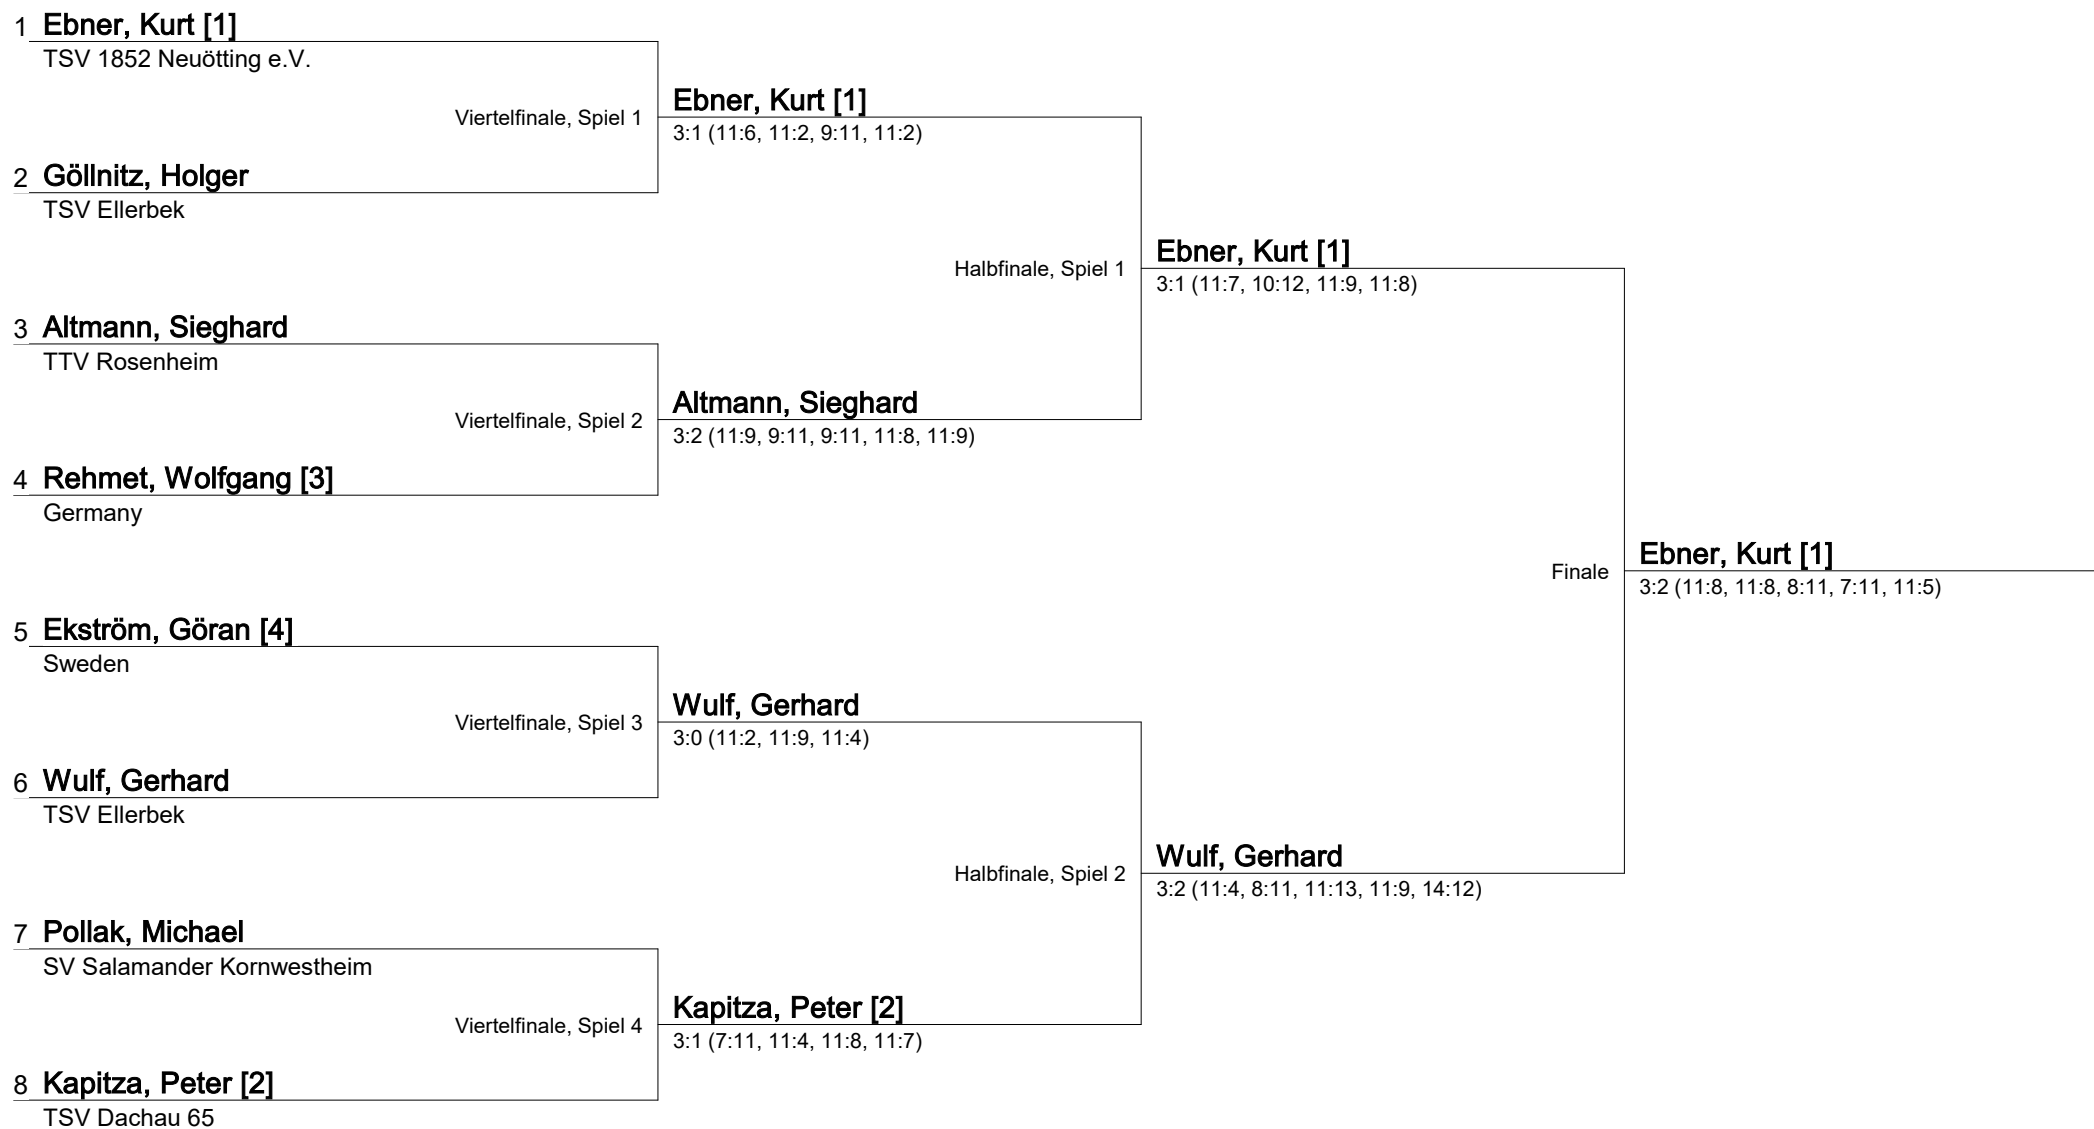 1 Ebner, Kurt [1]
TSV 1852 Neuötting e.V.
Viertelfinale, Spiel 1
Ebner, Kurt [1]
3:1 (11:6, 11:2, 9:11, 11:2)
2 Göllnitz, Holger
TSV Ellerbek
Halbfinale, Spiel 1
Ebner, Kurt [1]
3:1 (11:7, 10:12, 11:9, 11:8)
3 Altmann, Sieghard
TTV Rosenheim
Viertelfinale, Spiel 2
Altmann, Sieghard
3:2 (11:9, 9:11, 9:11, 11:8, 11:9)
4 Rehmet, Wolfgang [3]
Germany
Finale
Ebner, Kurt [1]
3:2 (11:8, 11:8, 8:11, 7:11, 11:5)
5 Ekström, Göran [4]
Sweden
Viertelfinale, Spiel 3
Wulf, Gerhard
3:0 (11:2, 11:9, 11:4)
6 Wulf, Gerhard
TSV Ellerbek
Halbfinale, Spiel 2
Wulf, Gerhard
3:2 (11:4, 8:11, 11:13, 11:9, 14:12)
7 Pollak, Michael
SV Salamander Kornwestheim
Viertelfinale, Spiel 4
Kapitza, Peter [2]
3:1 (7:11, 11:4, 11:8, 11:7)
8 Kapitza, Peter [2]
TSV Dachau 65